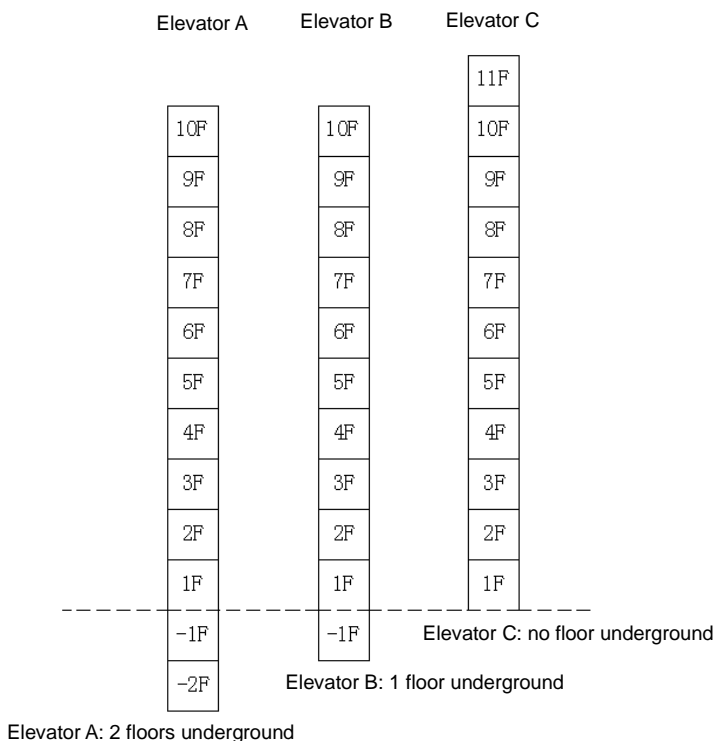 Elevator A Elevator B Elevator C
11F
10F 10F 10F
9F 9F 9F
8F 8F 8F
7F 7F 7F
6F 6F 6F
5F 5F 5F
4F 4F 4F
3F 3F 3F
2F 2F 2F
1F 1F 1F
-1F -1F Elevator C: no floor underground
-2F Elevator B: 1 floor underground
Elevator A: 2 floors underground